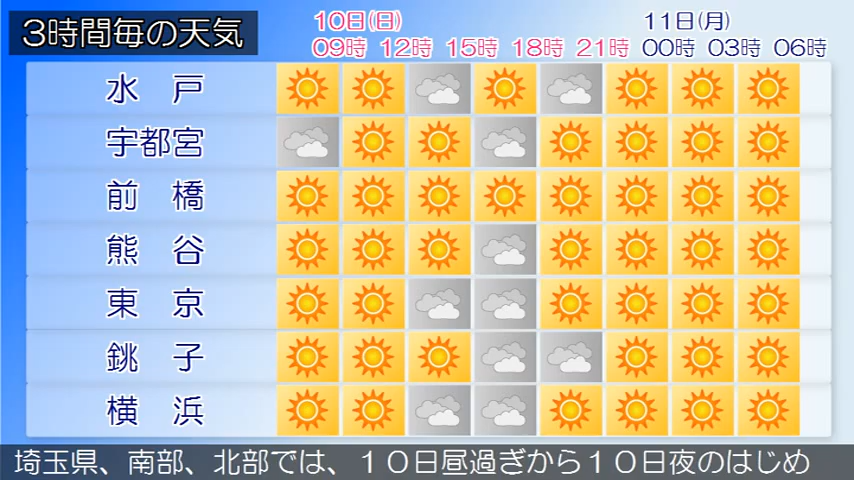 3時間毎の天気
10日(日) 11日(月)
09時 12時 15時 18時 21時 00時 03時 06時
水 戸
宇都宮
前 橋
熊 谷
東 京
銚 子
横 浜
埼玉県、南部、北部では、１０日昼過ぎから１０日夜のはじめ